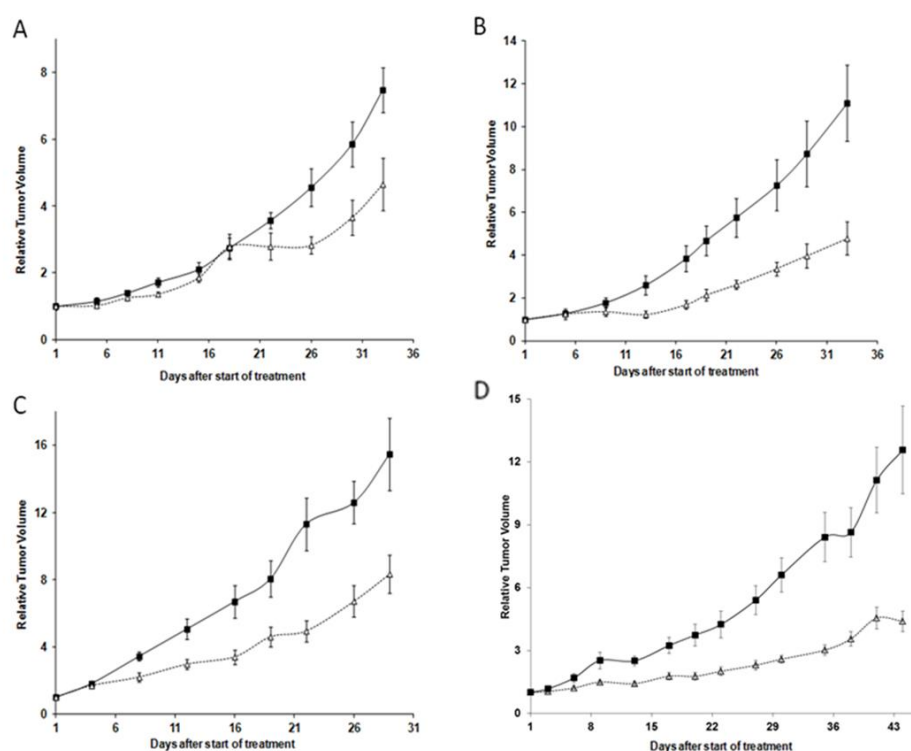 A
Relative Tumor Volume
8
6
4
2
0
1 6 11 16 21 26 31 36
Days after start of treatment
B
Relative Tumor Volume
14
12
10
8
6
4
2
0
1 6 11 16 21 26 31 36
Days after start of treatment
C
Relative Tumor Volume
16
12
8
4
0
1 6 11 16 21 26 31
Days after start of treatment
D
Relative Tumor Volume
15
12
9
6
3
0
1 8 15 22 29 36 43
Days after start of treatment